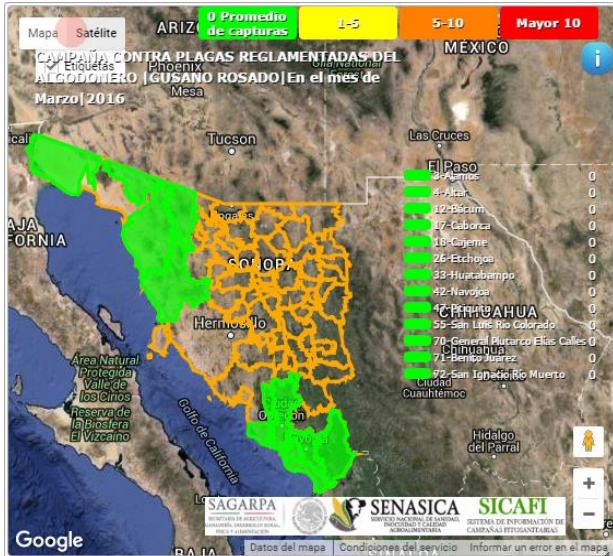 Mapa
Satélite
Etiquetas
0 Promedio
de capturas
1-5
5-10
Mayor 10
CAMPAÑA CONTRA PLAGAS REGLAMENTADAS DEL
ALGODONERO |GUSANO ROSADO|En el mes de
Marzo|2016
i
MÉXICO
Phoenix
Mesa
Gila National
Tucson
Las Cruces
El Paso
SONORA
Hermosillo
CHIHUAHUA
Chihuahua
Ciudad
Cuauhtémoc
Hidalgo
del Parral
Área Natural
Protegida
Valle de
los Cirios
Reserva de
la Biosfera
El Vizcaíno
Golfo de California
3-Alamos 0
4-Altar 0
12-Bácum 0
17-Caborca 0
18-Cajeme 0
26-Etchojoa 0
33-Huatabampo 0
42-Navojoa 0
47-Pitiquito 0
55-San Luis Río Colorado 0
70-General Plutarco Elías Calles 0
71-Benito Juárez 0
72-San Ignacio Río Muerto 0
SAGARPA
SENASICA
SERVICIO NACIONAL DE SANIDAD,
INOCUIDAD Y CALIDAD
AGROALIMENTARIA
SICAFI
SISTEMA DE INFORMACIÓN DE
CAMPAÑAS FITOSANITARIAS
+
−
Google
Datos del mapa
Condiciones del servicio
Informar un error en el mapa